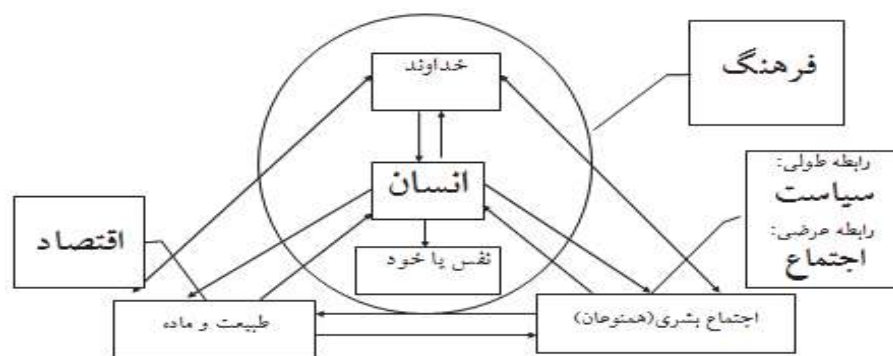 خداوند
فرهنگ
انسان
رابطه طولی:
سیاست
رابطه عرضی:
اجتماع
اقتصاد
نفس یا خود
طبیعت و ماده
اجتماع بشری(همنوعان)